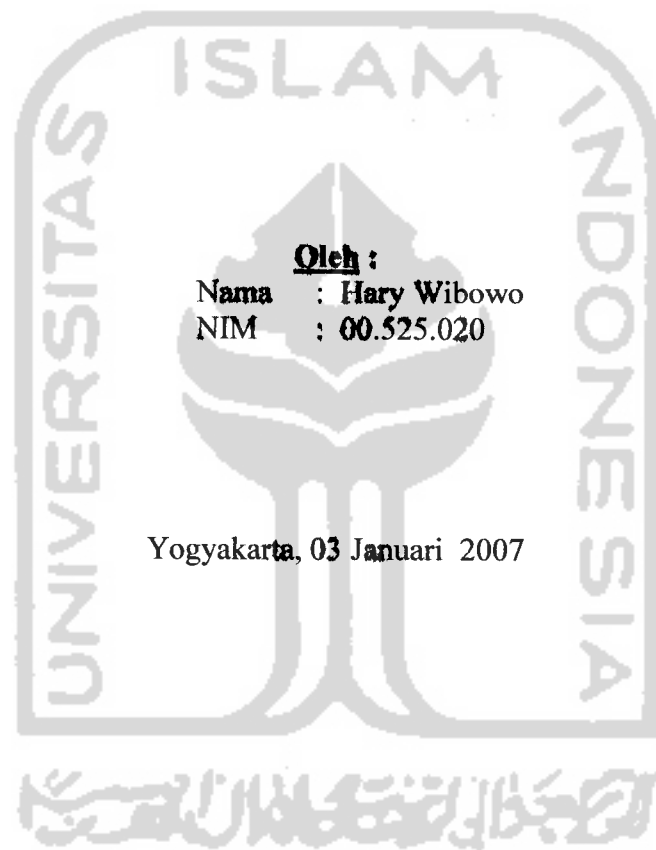 ISLAM
UNIVERSITAS
INDONESIA
Oleh :
Nama : Hary Wibowo
NIM : 00.525.020
Yogyakarta, 03 Januari 2007